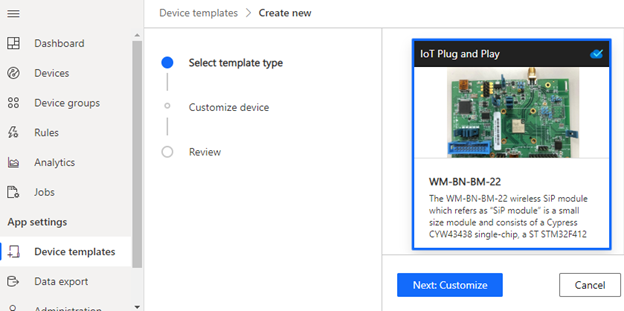 Device templates > Create new
Dashboard
Devices
Device groups
Rules
Analytics
Jobs
App settings
Device templates
Data export
Administration
Select template type
Customize device
Review
IoT Plug and Play
WM-BN-BM-22
The WM-BN-BM-22 wireless SiP module
which refers as “SiP module” is a small
size module and consists of a Cypress
CYW43438 single-chip, a ST STM32F412
Next: Customize
Cancel